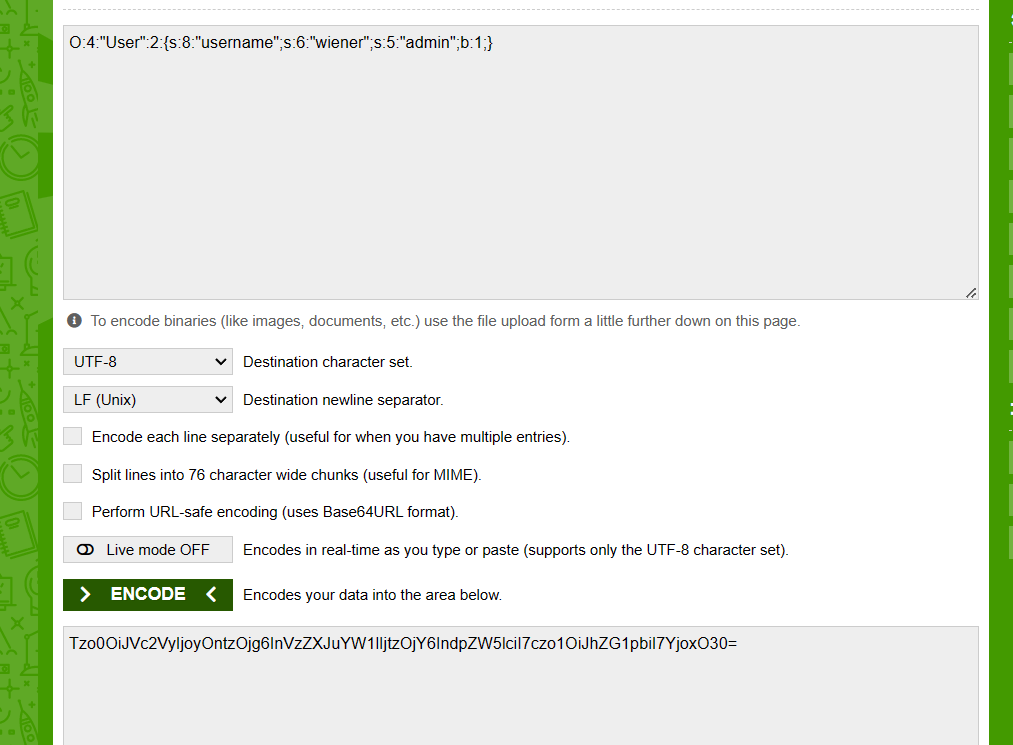 O:4:"User":2:{s:8:"username";s:6:"wiener";s:5:"admin";b:1;}
To encode binaries (like images, documents, etc.) use the file upload form a little further down on this page.
UTF-8 Destination character set.
LF (Unix) Destination newline separator.
Encode each line separately (useful for when you have multiple entries).
Split lines into 76 character wide chunks (useful for MIME).
Perform URL-safe encoding (uses Base64URL format).
Live mode OFF Encodes in real-time as you type or paste (supports only the UTF-8 character set).
> ENCODE < Encodes your data into the area below.
Tzo0OiJVc2VyIjoyOntzOjg6InVzZXJuYW1lIjtzOjY6IndpZW5lciI7czo1OiJhZG1pbiI7YjoxO30=